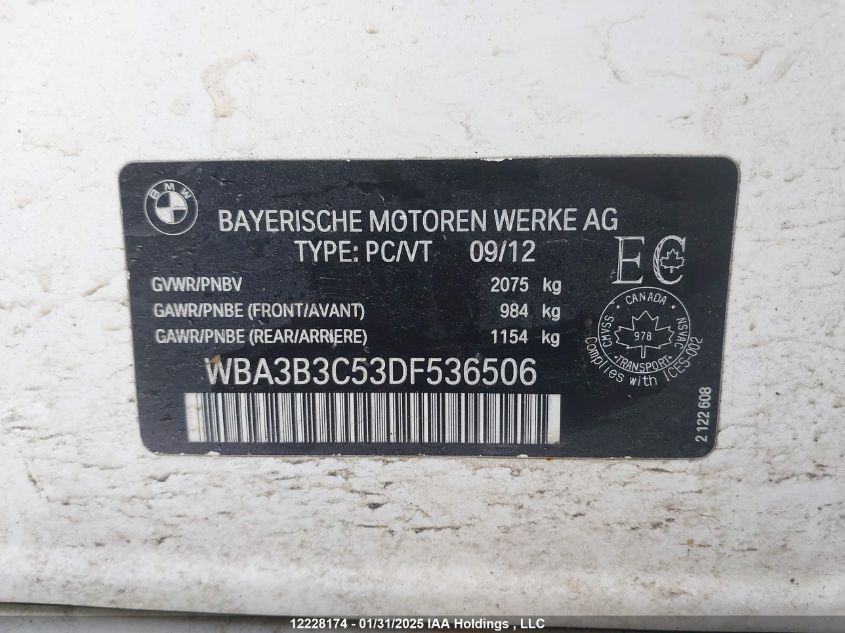 BMW
BAYERISCHE MOTOREN WERKE AG
TYPE: PC/VT 09/12
EC
GVWR/PNBV 2075 kg
GAWR/PNBE (FRONT/AVANT) 984 kg
GAWR/PNBE (REAR/ARRIERE) 1154 kg
WBA3B3C53DF536506
CANADA
CMVSS
978
NSVAC
TRANSPORT
Complies with ICES-002
2 122 608
12228174 - 01/31/2025 IAA Holdings , LLC